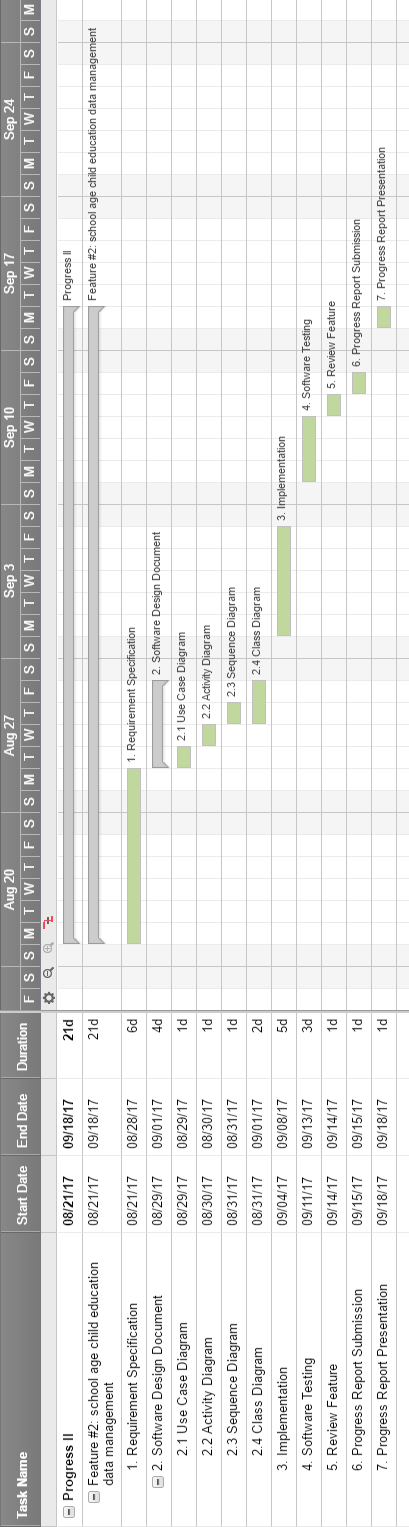 Task Name Start Date End Date Duration Aug 20 Aug 27 Sep 3 Sep 10 Sep 17 Sep 24
F S S M T W T F S S M T W T F S S M T W T F S S M T W T F S S M T W T F S S M T W T F S S M
Progress II 08/21/17 09/18/17 21d Progress II
Feature #2: school age child education 08/21/17 09/18/17 21d Feature #2: school age child education data management
data management
1. Requirement Specification 08/21/17 08/28/17 6d 1. Requirement Specification
2. Software Design Document 08/29/17 09/01/17 4d 2. Software Design Document
2.1 Use Case Diagram 08/29/17 08/29/17 1d 2.1 Use Case Diagram
2.2 Activity Diagram 08/30/17 08/30/17 1d 2.2 Activity Diagram
2.3 Sequence Diagram 08/31/17 08/31/17 1d 2.3 Sequence Diagram
2.4 Class Diagram 08/31/17 09/01/17 2d 2.4 Class Diagram
3. Implementation 09/04/17 09/08/17 5d 3. Implementation
4. Software Testing 09/11/17 09/13/17 3d 4. Software Testing
5. Review Feature 09/14/17 09/14/17 1d 5. Review Feature
6. Progress Report Submission 09/15/17 09/15/17 1d 6. Progress Report Submission
7. Progress Report Presentation 09/18/17 09/18/17 1d 7. Progress Report Presentation